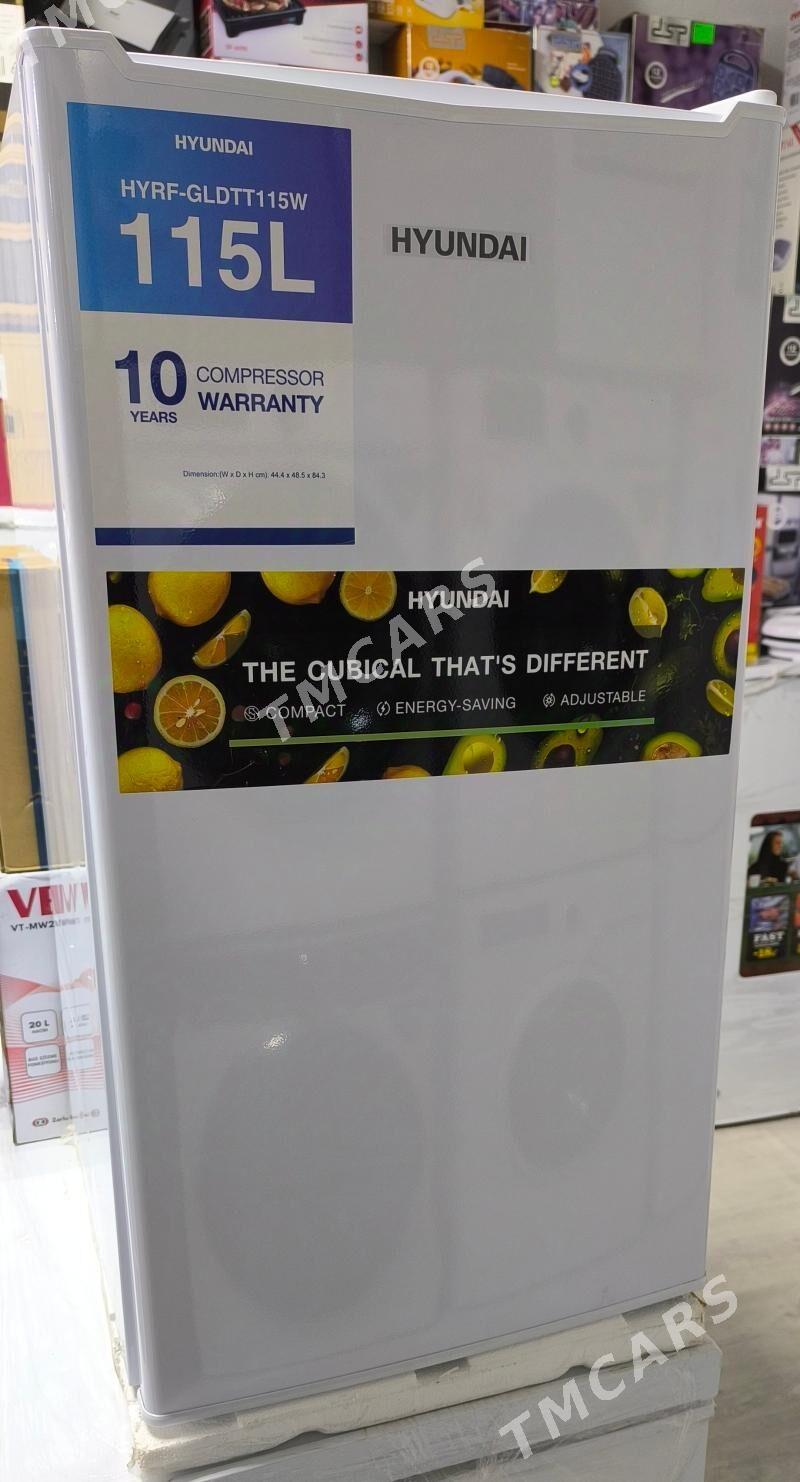 HYUNDAI
HYRF-GLDTT115W
115L
HYUNDAI
10
YEARS
COMPRESSOR
WARRANTY
Dimension:(W x D x H cm): 44.4 x 48.5 x 84.3
HYUNDAI
THE CUBICAL THAT'S DIFFERENT
COMPACT ENERGY-SAVING ADJUSTABLE
20 L
FAST
TMCARS
TMCARS